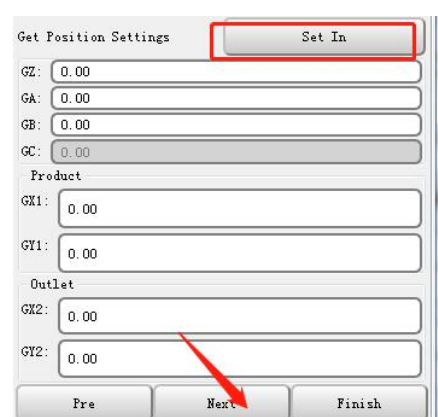 Get Position Settings Set In
GZ: 0.00
GA: 0.00
GB: 0.00
GC: 0.00
Product
GX1: 0.00
GY1: 0.00
Outlet
GX2: 0.00
GY2: 0.00
Pre Next Finish